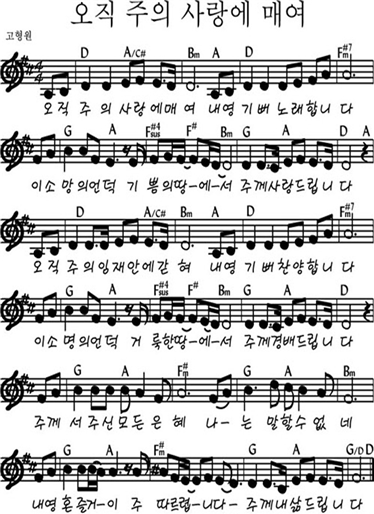 오직 주의 사랑에 매여
고형원
D A/C# Bm D A D F#m7
오직 주의 사랑에매여 내영 기뻐 노래합니다
G A F#4sus F# Bm G A D A
이소 망의언덕 기 쁨의땅-에-서 주께사랑드립니다
D A/C# Bm D A D F#m7
오직 주의임재안에갇혀 내영 기뻐찬양합니다
G A F#4sus F# Bm G A D
이소 명의언덕 거 룩한땅-에-서 주께경배드립니다
G A F#m Bm G A Bm
주께 서주신모든은혜 나-는 말할수없네
G A F#m Bm G A G/D D
내영 혼즐거-이 주 따르렵-니다- 주께내삶드립니다